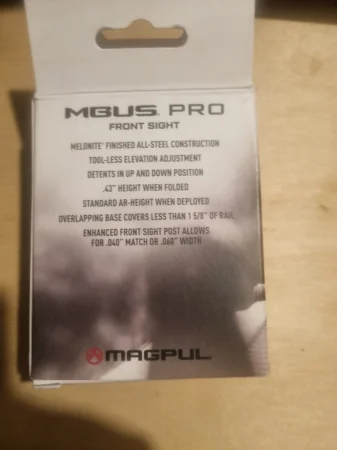 MBUS PRO
FRONT SIGHT
MELONITE® FINISHED ALL-STEEL CONSTRUCTION
TOOL-LESS ELEVATION ADJUSTMENT
DETENTS IN UP AND DOWN POSITION
.43" HEIGHT WHEN FOLDED
STANDARD AR-HEIGHT WHEN DEPLOYED
OVERLAPPING BASE COVERS LESS THAN 1 5/8" OF RAIL
ENHANCED FRONT SIGHT POST ALLOWS
FOR .040" MATCH OR .068" WIDTH
MAGPUL